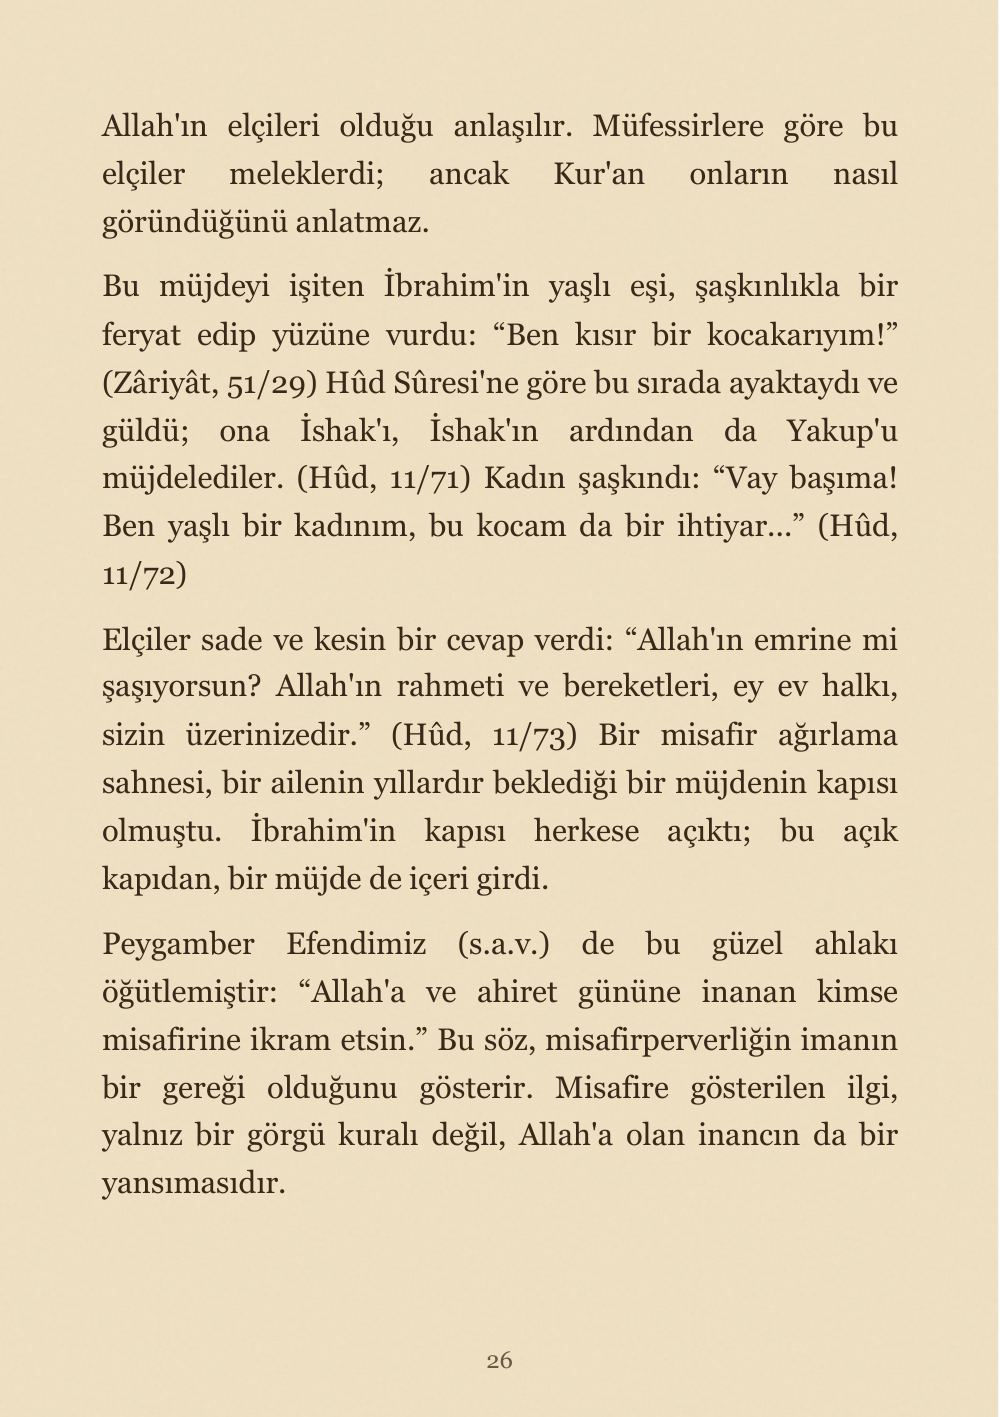 Allah'ın elçileri olduğu anlaşılır. Müfessirlere göre bu
elçiler meleklerdi; ancak Kur'an onların nasıl
göründüğünü anlatmaz.
Bu müjdeyi işiten İbrahim'in yaşlı eşi, şaşkınlıkla bir
feryat edip yüzüne vurdu: “Ben kısır bir kocakarıyım!”
(Zâriyât, 51/29) Hûd Sûresi'ne göre bu sırada ayaktaydı ve
güldü; ona İshak'ı, İshak'ın ardından da Yakup'u
müjdelediler. (Hûd, 11/71) Kadın şaşkındı: “Vay başıma!
Ben yaşlı bir kadınım, bu kocam da bir ihtiyar...” (Hûd,
11/72)
Elçiler sade ve kesin bir cevap verdi: “Allah'ın emrine mi
şaşıyorsun? Allah'ın rahmeti ve bereketleri, ey ev halkı,
sizin üzerinizedir.” (Hûd, 11/73) Bir misafir ağırlama
sahnesi, bir ailenin yıllardır beklediği bir müjdenin kapısı
olmuştu. İbrahim'in kapısı herkese açıktı; bu açık
kapıdan, bir müjde de içeri girdi.
Peygamber Efendimiz (s.a.v.) de bu güzel ahlakı
öğütlemiştir: “Allah'a ve ahiret gününe inanan kimse
misafirine ikram etsin.” Bu söz, misafirperverliğin imanın
bir gereği olduğunu gösterir. Misafire gösterilen ilgi,
yalnız bir görgü kuralı değil, Allah'a olan inancın da bir
yansımasıdır.
26